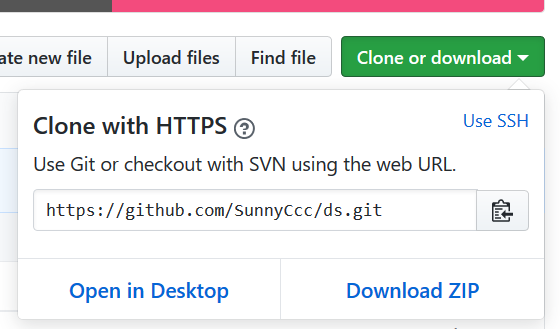 ate new file
Upload files
Find file
Clone or download
Clone with HTTPS
Use SSH
Use Git or checkout with SVN using the web URL.
https://github.com/SunnyCcc/ds.git
Open in Desktop
Download ZIP